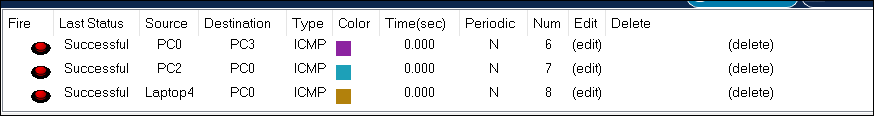 Fire Last Status Source Destination Type Color Time(sec) Periodic Num Edit Delete
Successful PC0 PC3 ICMP 0.000 N 6 (edit) (delete)
Successful PC2 PC0 ICMP 0.000 N 7 (edit) (delete)
Successful Laptop4 PC0 ICMP 0.000 N 8 (edit) (delete)